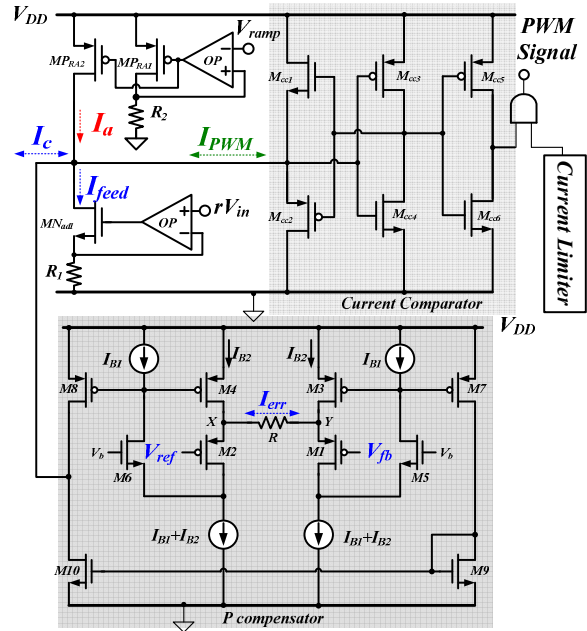 V_DD
V_ramp
PWM Signal
MP_RA2
MP_RA1
OP
M_cc1
M_cc3
M_cc5
R_2
I_a
I_c
I_PWM
I_feed
rV_in
MN_adj
OP
M_cc2
M_cc4
M_cc6
R_1
Current Comparator
Current Limiter
V_DD
I_B1
I_B2
I_B2
I_B1
M8
M4
M3
M7
I_err
X
R
Y
V_b
V_ref
M2
M1
V_fb
V_b
M6
M5
I_B1+I_B2
I_B1+I_B2
M10
M9
P compensator